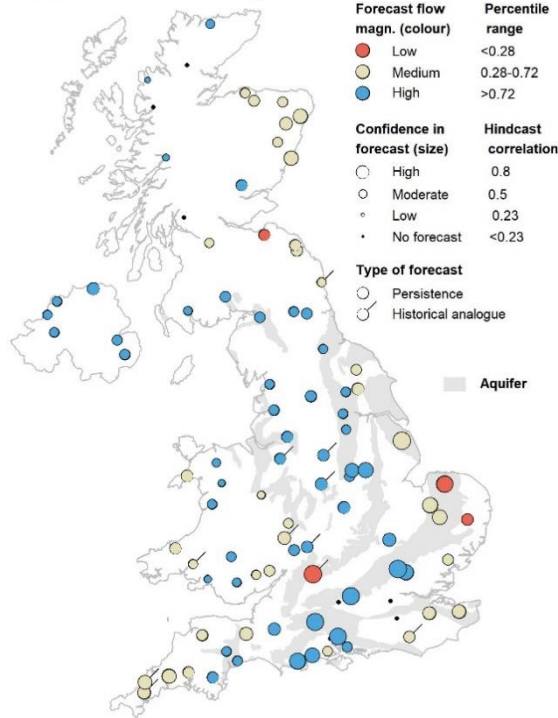 Forecast flow Percentile
magn. (colour) range
Low <0.28
Medium 0.28-0.72
High >0.72
Confidence in Hindcast
forecast (size) correlation
High 0.8
Moderate 0.5
Low 0.23
No forecast <0.23
Type of forecast
Persistence
Historical analogue
Aquifer